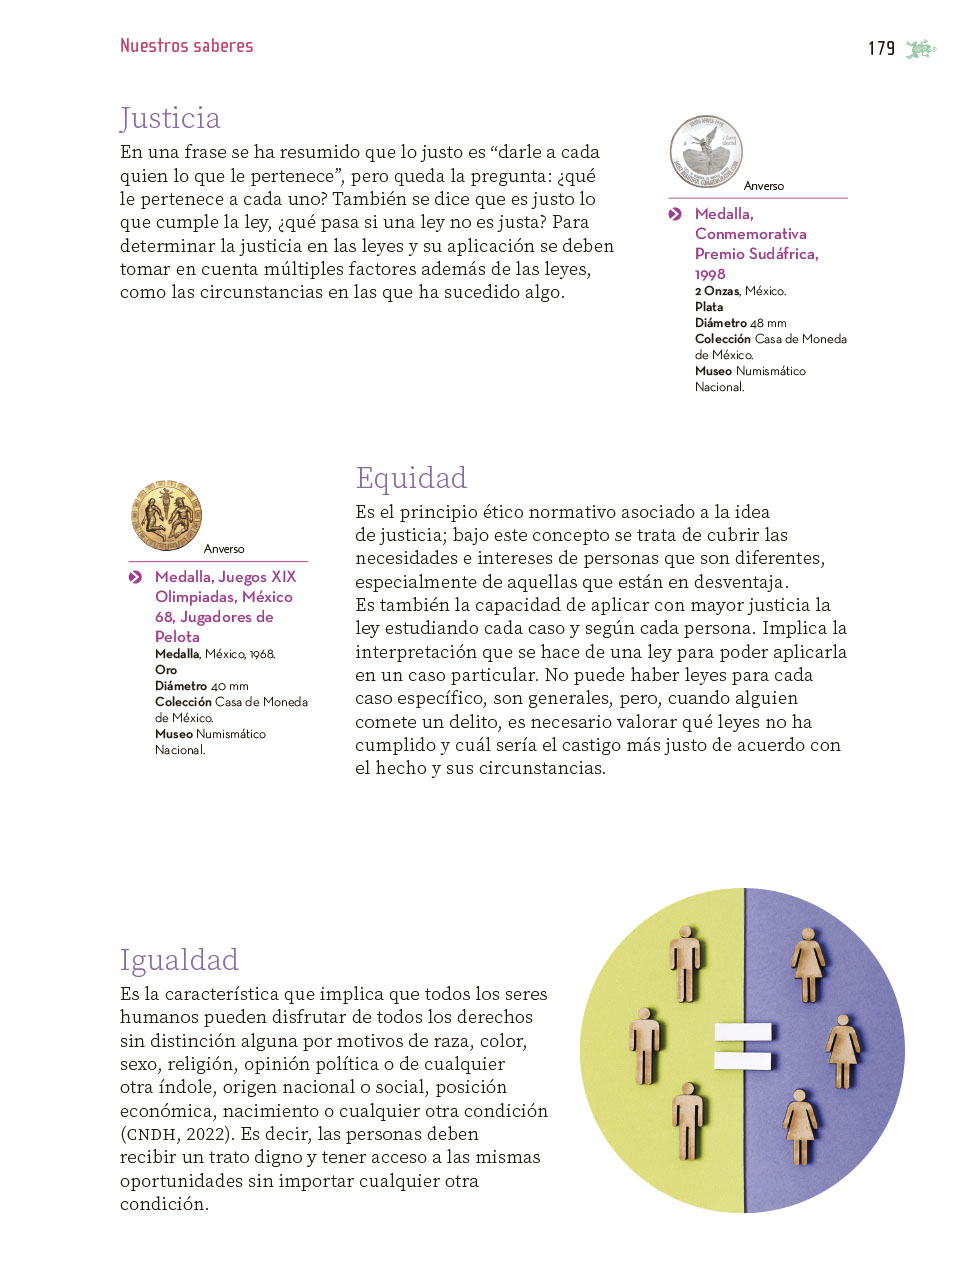 Nuestros saberes
179
Justicia
En una frase se ha resumido que lo justo es “darle a cada
quien lo que le pertenece”, pero queda la pregunta: ¿qué
le pertenece a cada uno? También se dice que es justo lo
que cumple la ley, ¿qué pasa si una ley no es justa? Para
determinar la justicia en las leyes y su aplicación se deben
tomar en cuenta múltiples factores además de las leyes,
como las circunstancias en las que ha sucedido algo.
Anverso
Medalla,
Conmemorativa
Premio Sudáfrica,
1998
2 Onzas, México.
Plata
Diámetro 48 mm
Colección Casa de Moneda
de México.
Museo Numismático
Nacional.
Anverso
Medalla, Juegos XIX
Olimpiadas, México
68, Jugadores de
Pelota
Medalla, México, 1968.
Oro
Diámetro 40 mm
Colección Casa de Moneda
de México.
Museo Numismático
Nacional.
Equidad
Es el principio ético normativo asociado a la idea
de justicia; bajo este concepto se trata de cubrir las
necesidades e intereses de personas que son diferentes,
especialmente de aquellas que están en desventaja.
Es también la capacidad de aplicar con mayor justicia la
ley estudiando cada caso y según cada persona. Implica la
interpretación que se hace de una ley para poder aplicarla
en un caso particular. No puede haber leyes para cada
caso específico, son generales, pero, cuando alguien
comete un delito, es necesario valorar qué leyes no ha
cumplido y cuál sería el castigo más justo de acuerdo con
el hecho y sus circunstancias.
Igualdad
Es la característica que implica que todos los seres
humanos pueden disfrutar de todos los derechos
sin distinción alguna por motivos de raza, color,
sexo, religión, opinión política o de cualquier
otra índole, origen nacional o social, posición
económica, nacimiento o cualquier otra condición
(CNDH, 2022). Es decir, las personas deben
recibir un trato digno y tener acceso a las mismas
oportunidades sin importar cualquier otra
condición.